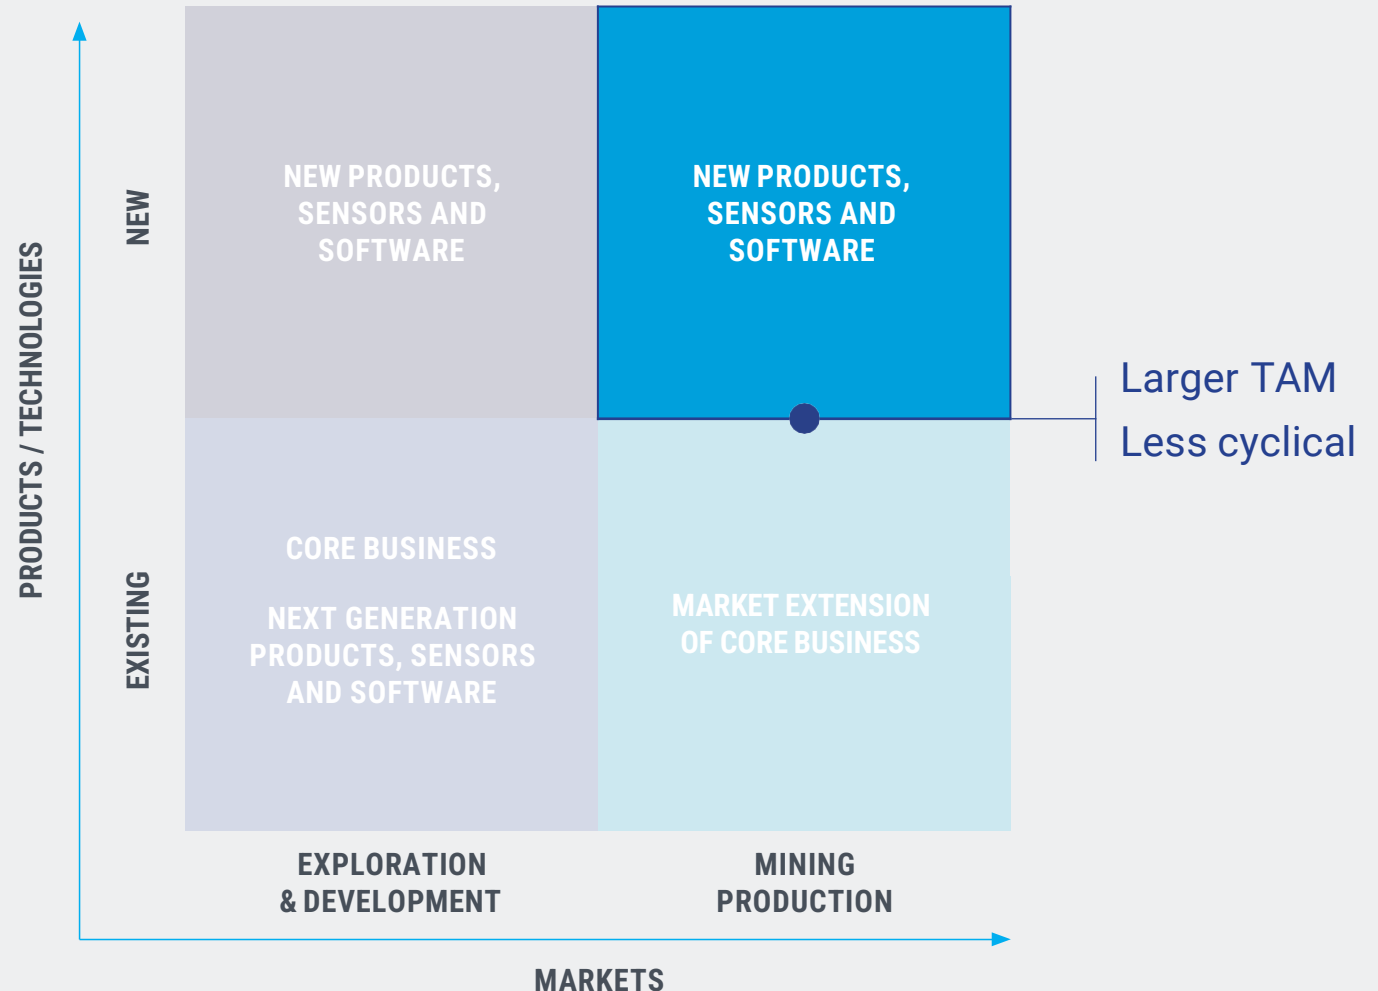 PRODUCTS / TECHNOLOGIES
NEW
NEW PRODUCTS,
SENSORS AND
SOFTWARE
NEW PRODUCTS,
SENSORS AND
SOFTWARE
Larger TAM
Less cyclical
EXISTING
CORE BUSINESS
NEXT GENERATION
PRODUCTS, SENSORS
AND SOFTWARE
MARKET EXTENSION
OF CORE BUSINESS
EXPLORATION
& DEVELOPMENT
MINING
PRODUCTION
MARKETS